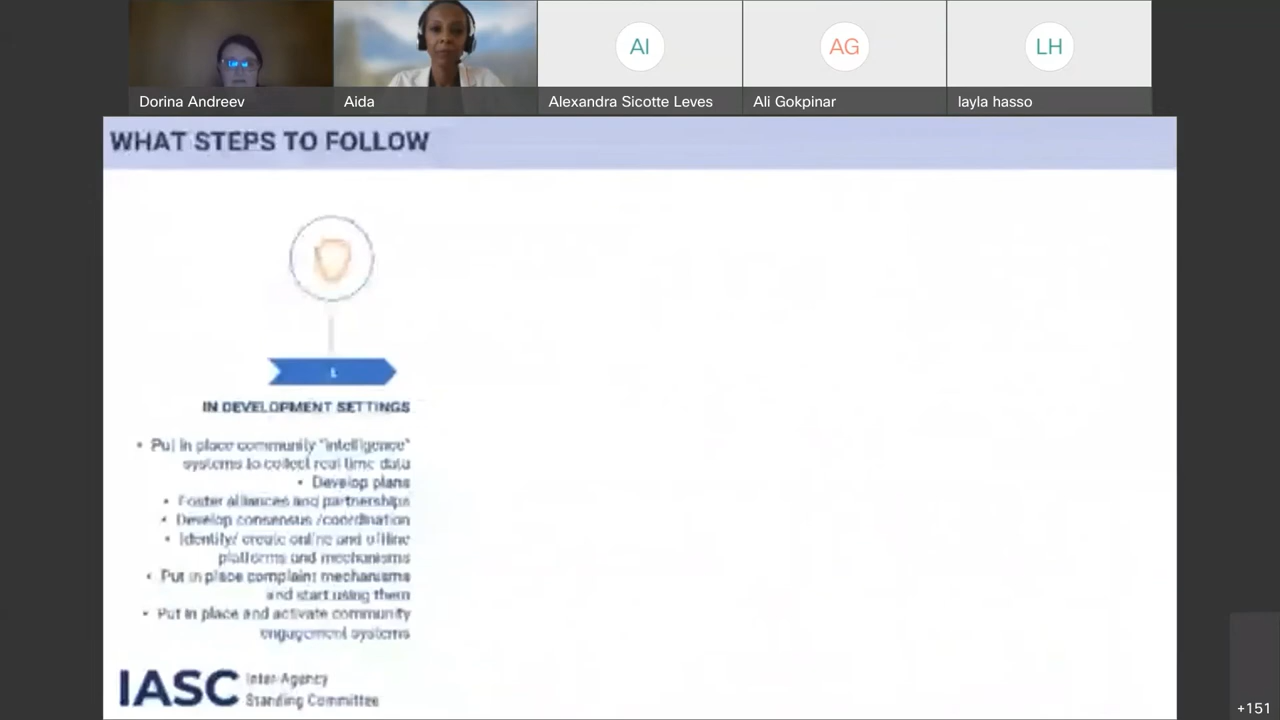 AI
AG
LH
Dorina Andreev
Aida
Alexandra Sicotte Leves
Ali Gokpinar
layla hasso
WHAT STEPS TO FOLLOW
1
IN DEVELOPMENT SETTINGS
• Put in place community "intelligence"
systems to collect real time data
• Develop plans
• Foster alliances and partnerships
• Develop consensus /coordination
• Identify/ create online and offline
platforms and mechanisms
• Put in place complaint mechanisms
and start using them
• Put in place and activate community
engagement systems
IASC Inter-Agency
Standing Committee
+151